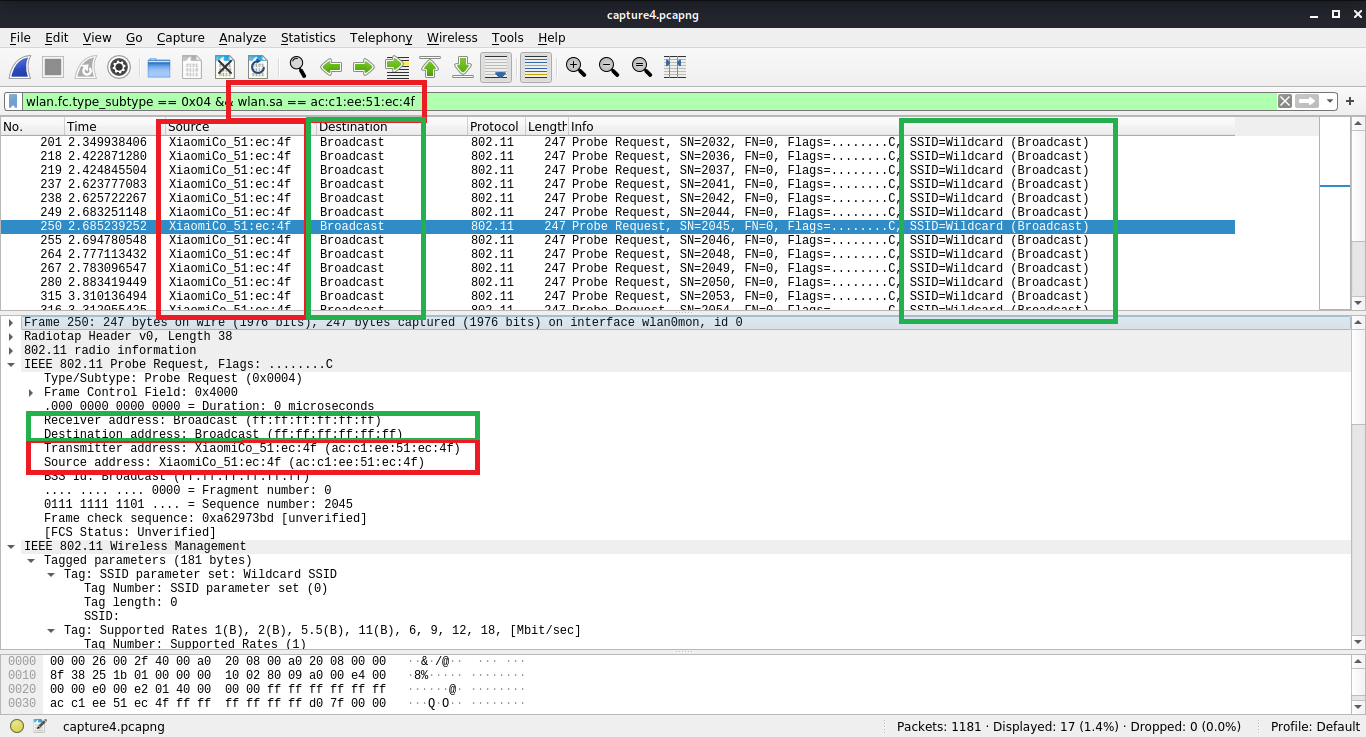 capture4.pcapng
File Edit View Go Capture Analyze Statistics Telephony Wireless Tools Help
wlan.fc.type_subtype == 0x04 && wlan.sa == ac:c1:ee:51:ec:4f
No. Time Source Destination Protocol Length Info
201 2.349938406 XiaomiCo_51:ec:4f Broadcast 802.11 247 Probe Request, SN=2032, FN=0, Flags=........C, SSID=Wildcard (Broadcast)
218 2.422871280 XiaomiCo_51:ec:4f Broadcast 802.11 247 Probe Request, SN=2036, FN=0, Flags=........C, SSID=Wildcard (Broadcast)
219 2.424845504 XiaomiCo_51:ec:4f Broadcast 802.11 247 Probe Request, SN=2037, FN=0, Flags=........C, SSID=Wildcard (Broadcast)
237 2.623777083 XiaomiCo_51:ec:4f Broadcast 802.11 247 Probe Request, SN=2041, FN=0, Flags=........C, SSID=Wildcard (Broadcast)
238 2.625722267 XiaomiCo_51:ec:4f Broadcast 802.11 247 Probe Request, SN=2042, FN=0, Flags=........C, SSID=Wildcard (Broadcast)
249 2.683251148 XiaomiCo_51:ec:4f Broadcast 802.11 247 Probe Request, SN=2044, FN=0, Flags=........C, SSID=Wildcard (Broadcast)
250 2.685239252 XiaomiCo_51:ec:4f Broadcast 802.11 247 Probe Request, SN=2045, FN=0, Flags=........C, SSID=Wildcard (Broadcast)
255 2.694780548 XiaomiCo_51:ec:4f Broadcast 802.11 247 Probe Request, SN=2046, FN=0, Flags=........C, SSID=Wildcard (Broadcast)
264 2.777113432 XiaomiCo_51:ec:4f Broadcast 802.11 247 Probe Request, SN=2048, FN=0, Flags=........C, SSID=Wildcard (Broadcast)
267 2.783096547 XiaomiCo_51:ec:4f Broadcast 802.11 247 Probe Request, SN=2049, FN=0, Flags=........C, SSID=Wildcard (Broadcast)
280 2.883419449 XiaomiCo_51:ec:4f Broadcast 802.11 247 Probe Request, SN=2050, FN=0, Flags=........C, SSID=Wildcard (Broadcast)
315 3.310136494 XiaomiCo_51:ec:4f Broadcast 802.11 247 Probe Request, SN=2053, FN=0, Flags=........C, SSID=Wildcard (Broadcast)
316 3.312055425 XiaomiCo_51:ec:4f Broadcast 802.11 247 Probe Request, SN=2054, FN=0, Flags=........C, SSID=Wildcard (Broadcast)
Frame 250: 247 bytes on wire (1976 bits), 247 bytes captured (1976 bits) on interface wlan0mon, id 0
Radiotap Header v0, Length 38
802.11 radio information
IEEE 802.11 Probe Request, Flags: ........C
Type/Subtype: Probe Request (0x0004)
Frame Control Field: 0x4000
.000 0000 0000 0000 = Duration: 0 microseconds
Receiver address: Broadcast (ff:ff:ff:ff:ff:ff)
Destination address: Broadcast (ff:ff:ff:ff:ff:ff)
Transmitter address: XiaomiCo_51:ec:4f (ac:c1:ee:51:ec:4f)
Source address: XiaomiCo_51:ec:4f (ac:c1:ee:51:ec:4f)
BSS Id: Broadcast (ff:ff:ff:ff:ff:ff)
.... .... .... 0000 = Fragment number: 0
0111 1111 1101 .... = Sequence number: 2045
Frame check sequence: 0xa62973bd [unverified]
[FCS Status: Unverified]
IEEE 802.11 Wireless Management
Tagged parameters (181 bytes)
Tag: SSID parameter set: Wildcard SSID
Tag Number: SSID parameter set (0)
Tag length: 0
SSID:
Tag: Supported Rates 1(B), 2(B), 5.5(B), 11(B), 6, 9, 12, 18, [Mbit/sec]
Tag Number: Supported Rates (1)
0000 00 00 26 00 2f 40 00 a0 20 08 00 a0 20 08 00 00 ··&·/@·· ··· ···
0010 8f 38 25 1b 01 00 00 00 10 02 80 09 a0 00 e4 00 ·8%····· ········
0020 00 00 e0 00 e2 01 40 00 00 00 ff ff ff ff ff ff ······@· ········
0030 ac c1 ee 51 ec 4f ff ff ff ff ff ff d0 7f 00 00 ···Q·O·· ········
capture4.pcapng
Packets: 1181 · Displayed: 17 (1.4%) · Dropped: 0 (0.0%)
Profile: Default